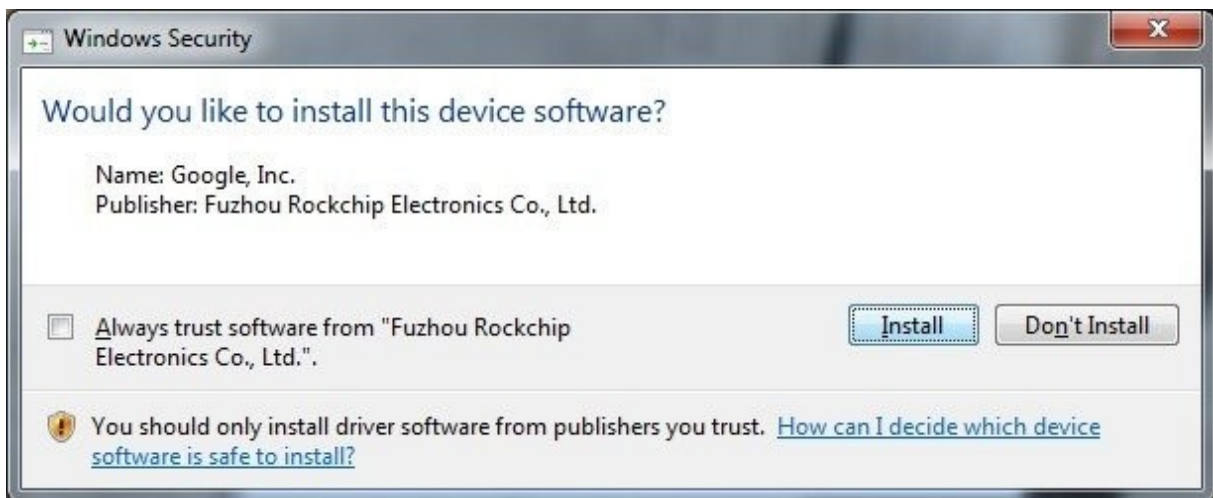 Windows Security
Would you like to install this device software?
Name: Google, Inc.
Publisher: Fuzhou Rockchip Electronics Co., Ltd.
Always trust software from "Fuzhou Rockchip
Electronics Co., Ltd.".
Install
Don't Install
You should only install driver software from publishers you trust. How can I decide which device
software is safe to install?